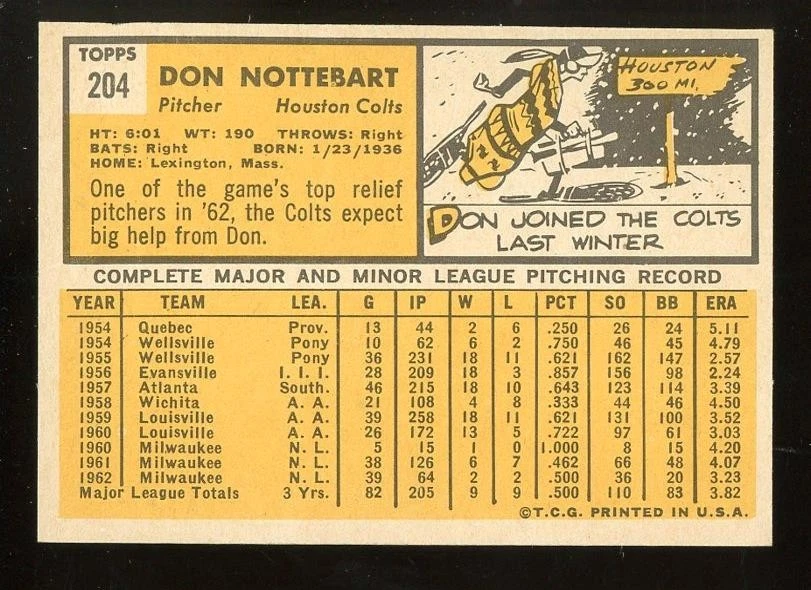 TOPPS
204
DON NOTTEBART
Pitcher Houston Colts
HT: 6:01 WT: 190 THROWS: Right
BATS: Right BORN: 1/23/1936
HOME: Lexington, Mass.
One of the game's top relief
pitchers in '62, the Colts expect
big help from Don.
HOUSTON
300 MI.
DON JOINED THE COLTS
LAST WINTER
COMPLETE MAJOR AND MINOR LEAGUE PITCHING RECORD
YEAR TEAM LEA. G IP W L PCT SO BB ERA
1954 Quebec Prov. 13 44 2 6 .250 26 24 5.11
1954 Wellsville Pony 10 62 6 2 .750 46 45 4.79
1955 Wellsville Pony 36 231 18 11 .621 162 147 2.57
1956 Evansville I. I. I. 28 209 18 3 .857 156 98 2.24
1957 Atlanta South. 46 215 18 10 .643 123 114 3.39
1958 Wichita A. A. 21 108 4 8 .333 44 46 4.50
1959 Louisville A. A. 39 258 18 11 .621 131 100 3.52
1960 Louisville A. A. 26 172 13 5 .722 97 61 3.03
1960 Milwaukee N. L. 5 15 1 0 1.000 8 15 4.20
1961 Milwaukee N. L. 38 126 6 7 .462 66 48 4.07
1962 Milwaukee N. L. 39 64 2 2 .500 36 20 3.23
Major League Totals 3 Yrs. 82 205 9 9 .500 110 83 3.82
©T.C.G. PRINTED IN U.S.A.